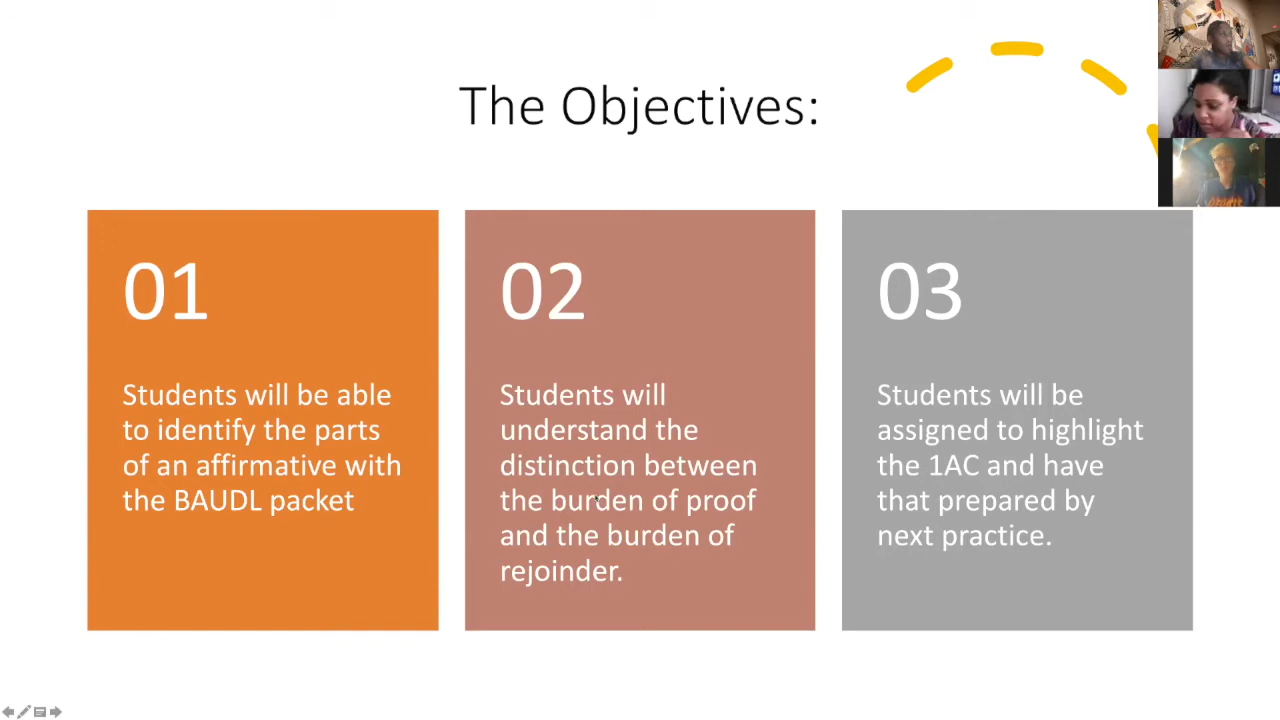 The Objectives:
01
Students will be able
to identify the parts
of an affirmative with
the BAUDL packet
02
Students will
understand the
distinction between
the burden of proof
and the burden of
rejoinder.
03
Students will be
assigned to highlight
the 1AC and have
that prepared by
next practice.